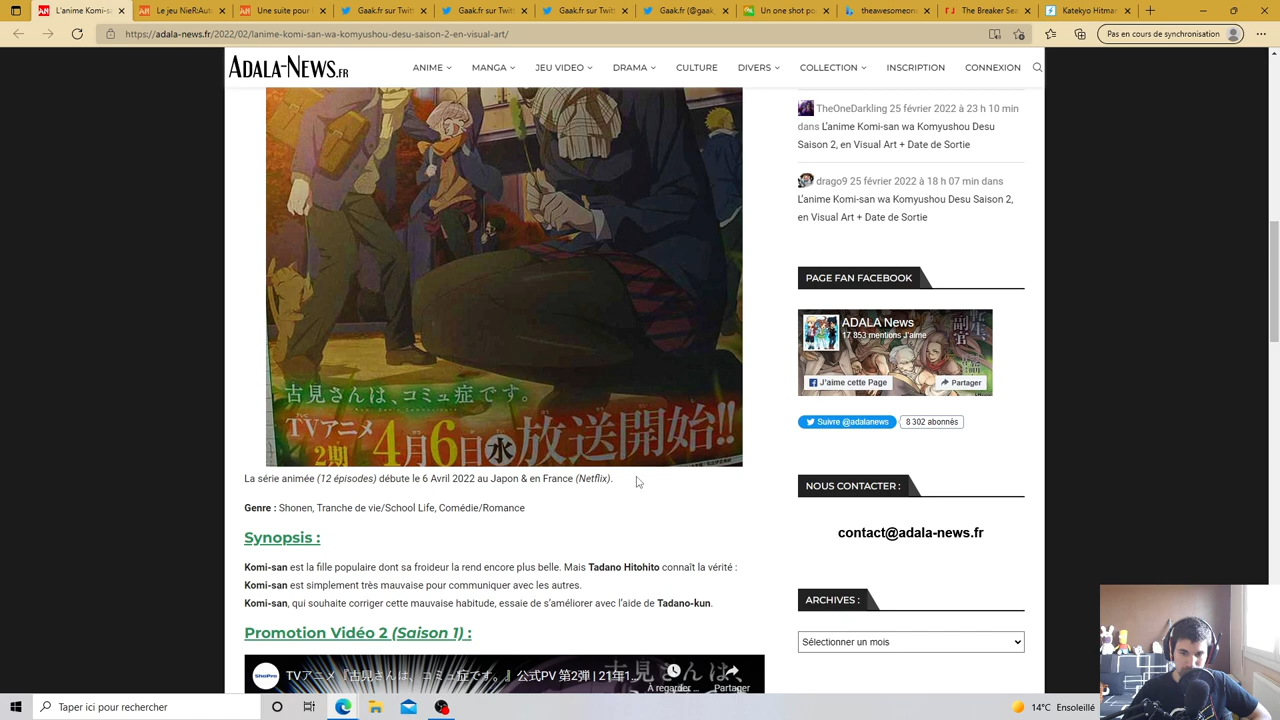 L'anime Komi-sa
Le jeu NieR:Auto
Une suite pour l
Gaak.fr sur Twitt
Gaak.fr sur Twitt
Gaak.fr sur Twitt
Gaak.fr (@gaak_
Un one shot po
theawesomeon
The Breaker Sea
Katekyo Hitman
https://adala-news.fr/2022/02/lanime-komi-san-wa-komyushou-desu-saison-2-en-visual-art/
Pas en cours de synchronisation
ADALA-NEWS.FR
ANIME MANGA JEU VIDEO DRAMA CULTURE DIVERS COLLECTION INSCRIPTION CONNEXION
古見さんは、コミュ症です。
TVアニメ
2期
4月6日水放送開始!!
La série animée (12 épisodes) débute le 6 Avril 2022 au Japon & en France (Netflix).
Genre : Shonen, Tranche de vie/School Life, Comédie/Romance
Synopsis :
Komi-san est la fille populaire dont sa froideur la rend encore plus belle. Mais Tadano Hitohito connaît la vérité :
Komi-san est simplement très mauvaise pour communiquer avec les autres.
Komi-san, qui souhaite corriger cette mauvaise habitude, essaie de s'améliorer avec l'aide de Tadano-kun.
Promotion Vidéo 2 (Saison 1) :
ShoPro
TVアニメ『古見さんは、コミュ症です。』公式PV 第2弾 | 21年1...
À regarder ...
Partager
TheOneDarkling 25 février 2022 à 23 h 10 min
dans L'anime Komi-san wa Komyushou Desu
Saison 2, en Visual Art + Date de Sortie
drago9 25 février 2022 à 18 h 07 min dans
L'anime Komi-san wa Komyushou Desu Saison 2,
en Visual Art + Date de Sortie
PAGE FAN FACEBOOK
ADALA News
17 853 mentions J'aime
J'aime cette Page
Partager
Suivre @adalanews
8 302 abonnés
NOUS CONTACTER :
contact@adala-news.fr
ARCHIVES :
Sélectionner un mois
Taper ici pour rechercher
14°C Ensoleillé